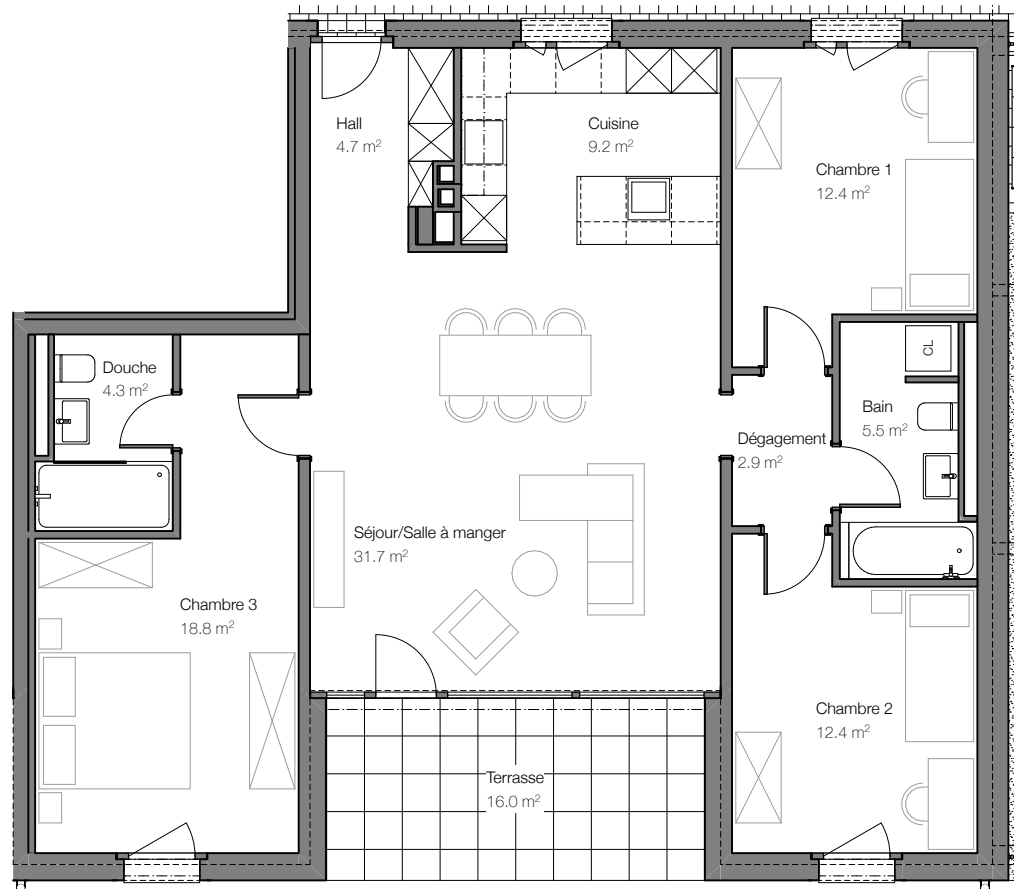 Hall
4.7 m²
Cuisine
9.2 m²
Chambre 1
12.4 m²
Douche
4.3 m²
CL
Bain
5.5 m²
Dégagement
2.9 m²
Séjour/Salle à manger
31.7 m²
Chambre 3
18.8 m²
Chambre 2
12.4 m²
Terrasse
16.0 m²